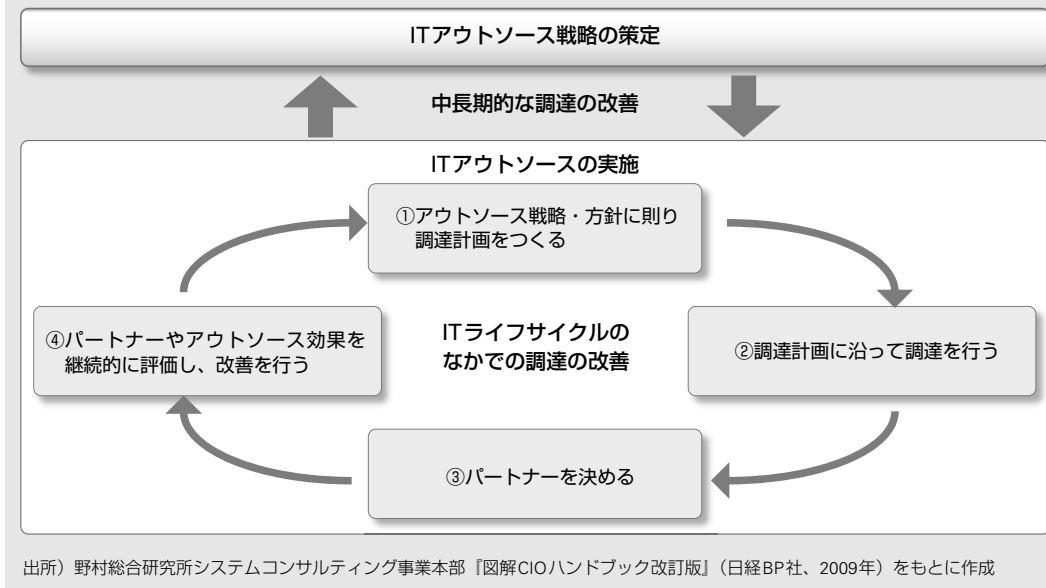 ITアウトソース戦略の策定
中長期的な調達の改善
ITアウトソースの実施
①アウトソース戦略・方針に則り
調達計画をつくる
②調達計画に沿って調達を行う
③パートナーを決める
④パートナーやアウトソース効果を
継続的に評価し、改善を行う
ITライフサイクルの
なかでの調達の改善
出所）野村総合研究所システムコンサルティング事業本部『図解CIOハンドブック改訂版』（日経BP社、2009年）をもとに作成